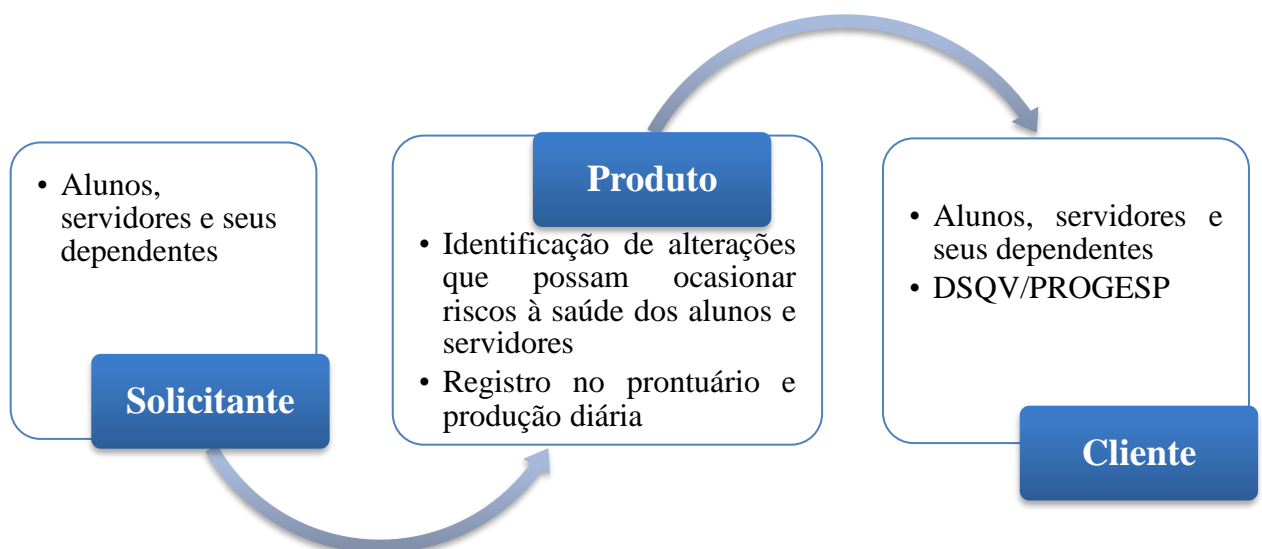 • Alunos,
servidores e seus
dependentes
Solicitante
Produto
• Identificação de alterações
que possam ocasionar
riscos à saúde dos alunos e
servidores
• Registro no prontuário e
produção diária
• Alunos, servidores e
seus dependentes
• DSQV/PROGESP
Cliente